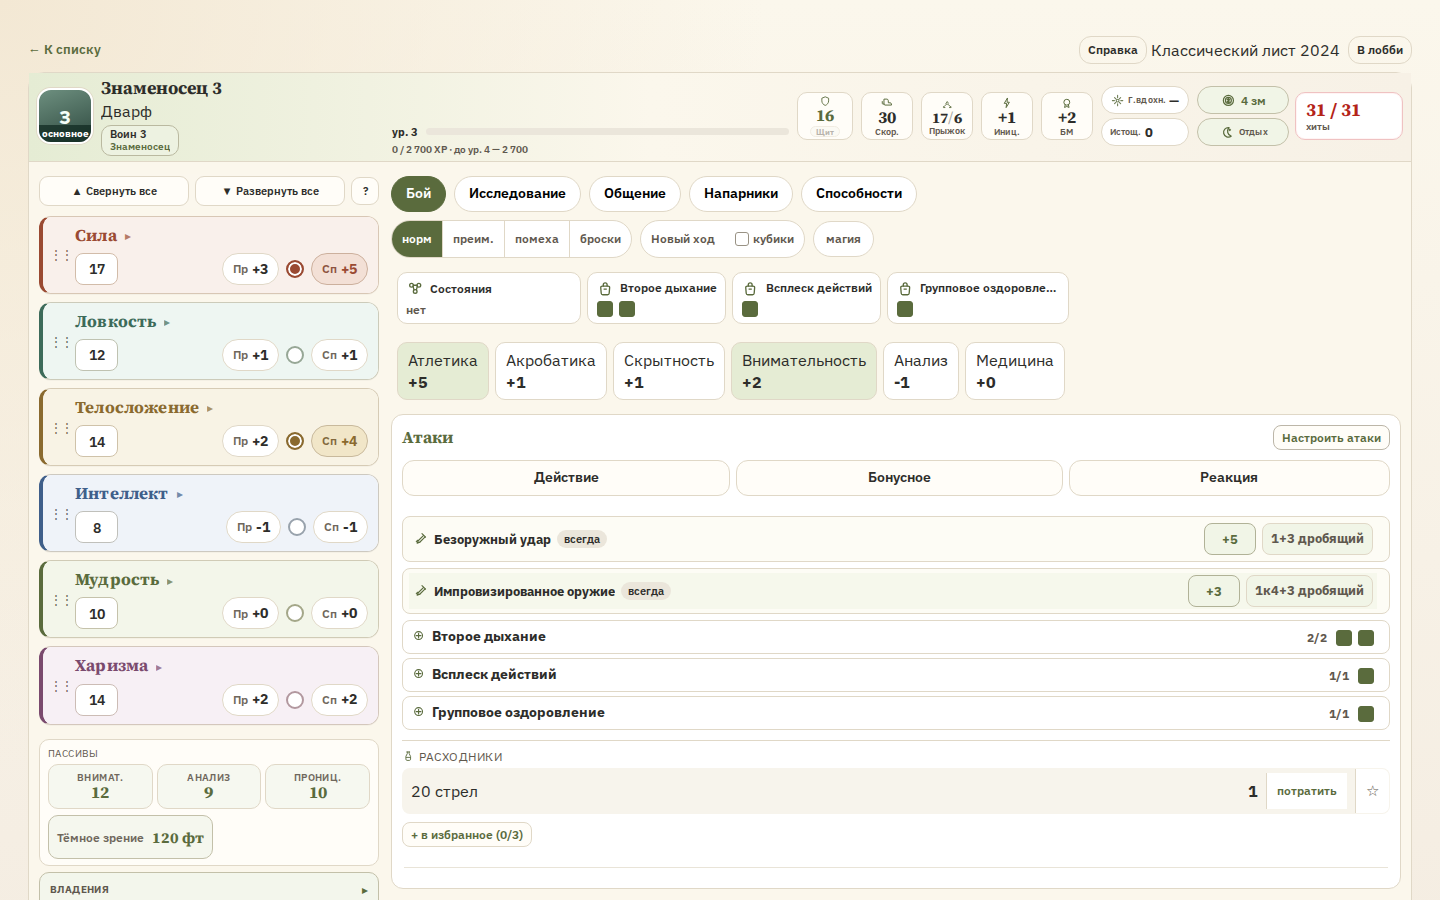 ← К списку
Справка Классический лист 2024 В лобби
3
основное
Знаменосец 3
Дварф
Воин 3
Знаменосец
ур. 3
0 / 2 700 XP · до ур. 4 — 2 700
16
Щит
30
Скор.
17/6
Прыжок
+1
Иниц.
+2
БМ
Г.вдохн. —
Истощ. 0
4 зм
Отдых
31 / 31
хиты
▲ Свернуть все
▼ Развернуть все
?
Сила ▸
17 Пр +3 Сп +5
Ловкость ▸
12 Пр +1 Сп +1
Телосложение ▸
14 Пр +2 Сп +4
Интеллект ▸
8 Пр -1 Сп -1
Мудрость ▸
10 Пр +0 Сп +0
Харизма ▸
14 Пр +2 Сп +2
ПАССИВЫ
ВНИМАТ.
12
АНАЛИЗ
9
ПРОНИЦ.
10
Тёмное зрение 120 фт
ВЛАДЕНИЯ ▸
Бой Исследование Общение Напарники Способности
норм преим. помеха броски Новый ход кубики магия
Состояния
нет
Второе дыхание
Всплеск действий
Групповое оздоровле...
Атлетика
+5
Акробатика
+1
Скрытность
+1
Внимательность
+2
Анализ
-1
Медицина
+0
Атаки Настроить атаки
Действие Бонусное Реакция
Безоружный удар всегда +5 1+3 дробящий
Импровизированное оружие всегда +3 1к4+3 дробящий
Второе дыхание 2/2
Всплеск действий 1/1
Групповое оздоровление 1/1
РАСХОДНИКИ
20 стрел 1 потратить ☆
+ в избранное (0/3)